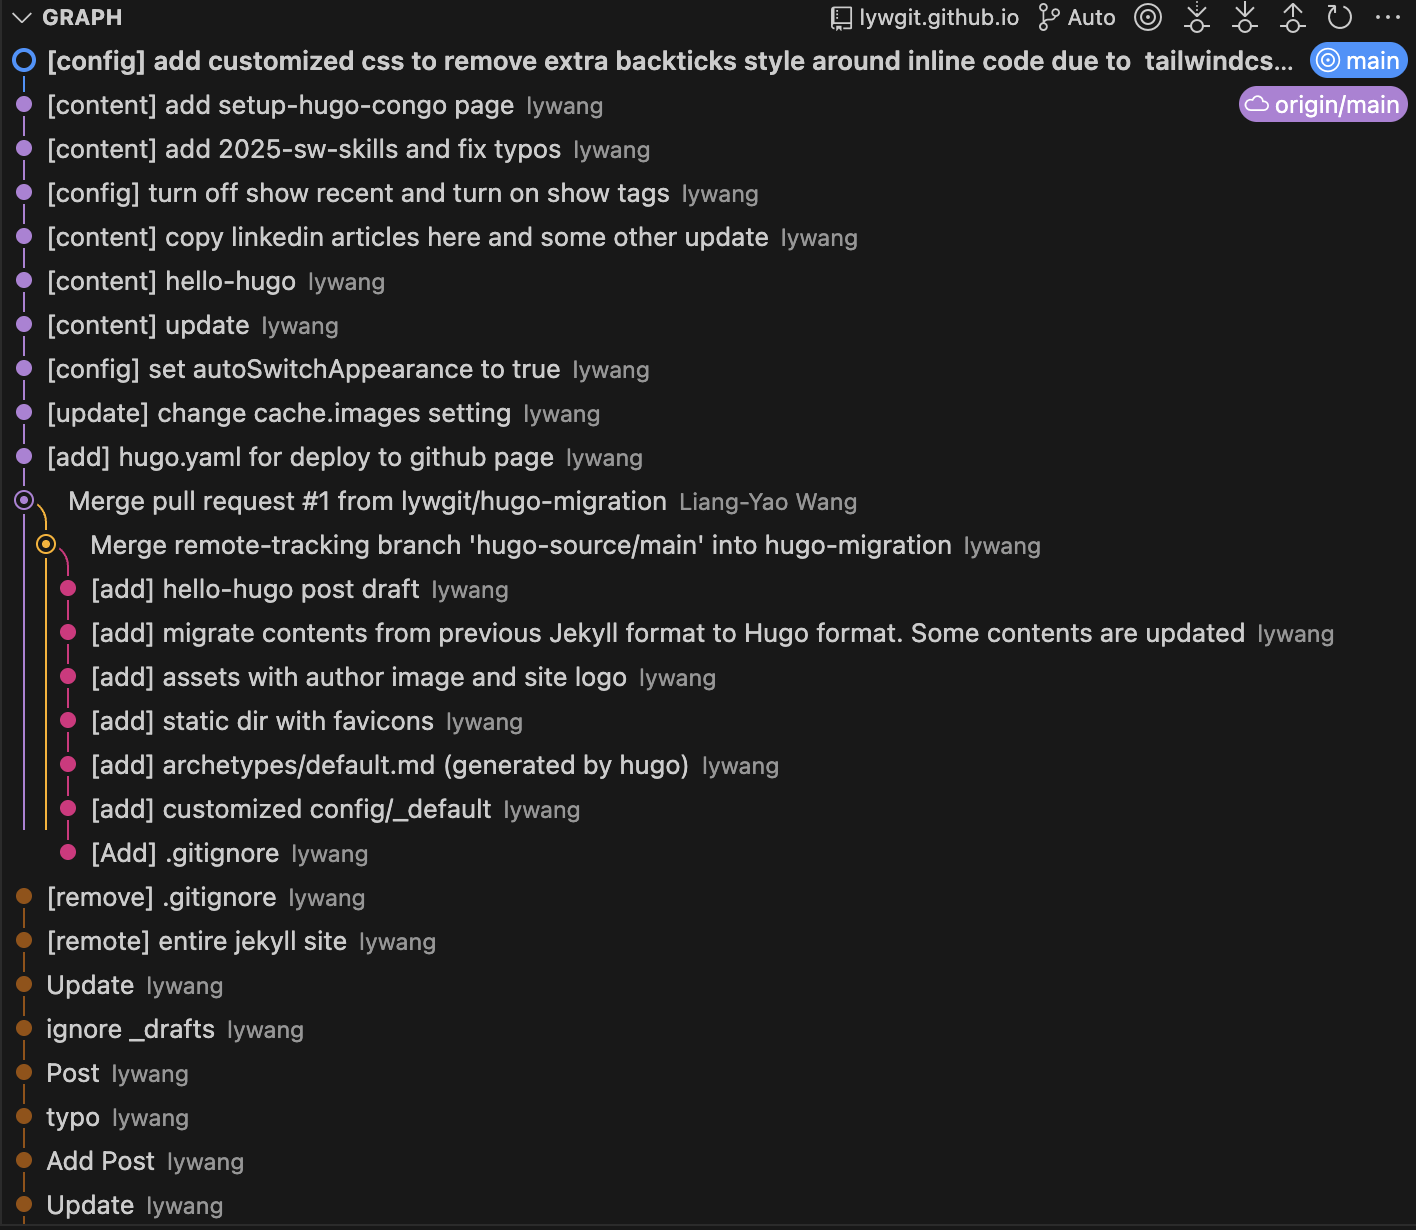 GRAPH lywgit.github.io Auto
[config] add customized css to remove extra backticks style around inline code due to  tailwindcs... main
[content] add setup-hugo-congo page lywang origin/main
[content] add 2025-sw-skills and fix typos lywang
[config] turn off show recent and turn on show tags lywang
[content] copy linkedin articles here and some other update lywang
[content] hello-hugo lywang
[content] update lywang
[config] set autoSwitchAppearance to true lywang
[update] change cache.images setting lywang
[add] hugo.yaml for deploy to github page lywang
Merge pull request #1 from lywgit/hugo-migration Liang-Yao Wang
Merge remote-tracking branch 'hugo-source/main' into hugo-migration lywang
[add] hello-hugo post draft lywang
[add] migrate contents from previous Jekyll format to Hugo format. Some contents are updated lywang
[add] assets with author image and site logo lywang
[add] static dir with favicons lywang
[add] archetypes/default.md (generated by hugo) lywang
[add] customized config/_default lywang
[Add] .gitignore lywang
[remove] .gitignore lywang
[remote] entire jekyll site lywang
Update lywang
ignore _drafts lywang
Post lywang
typo lywang
Add Post lywang
Update lywang